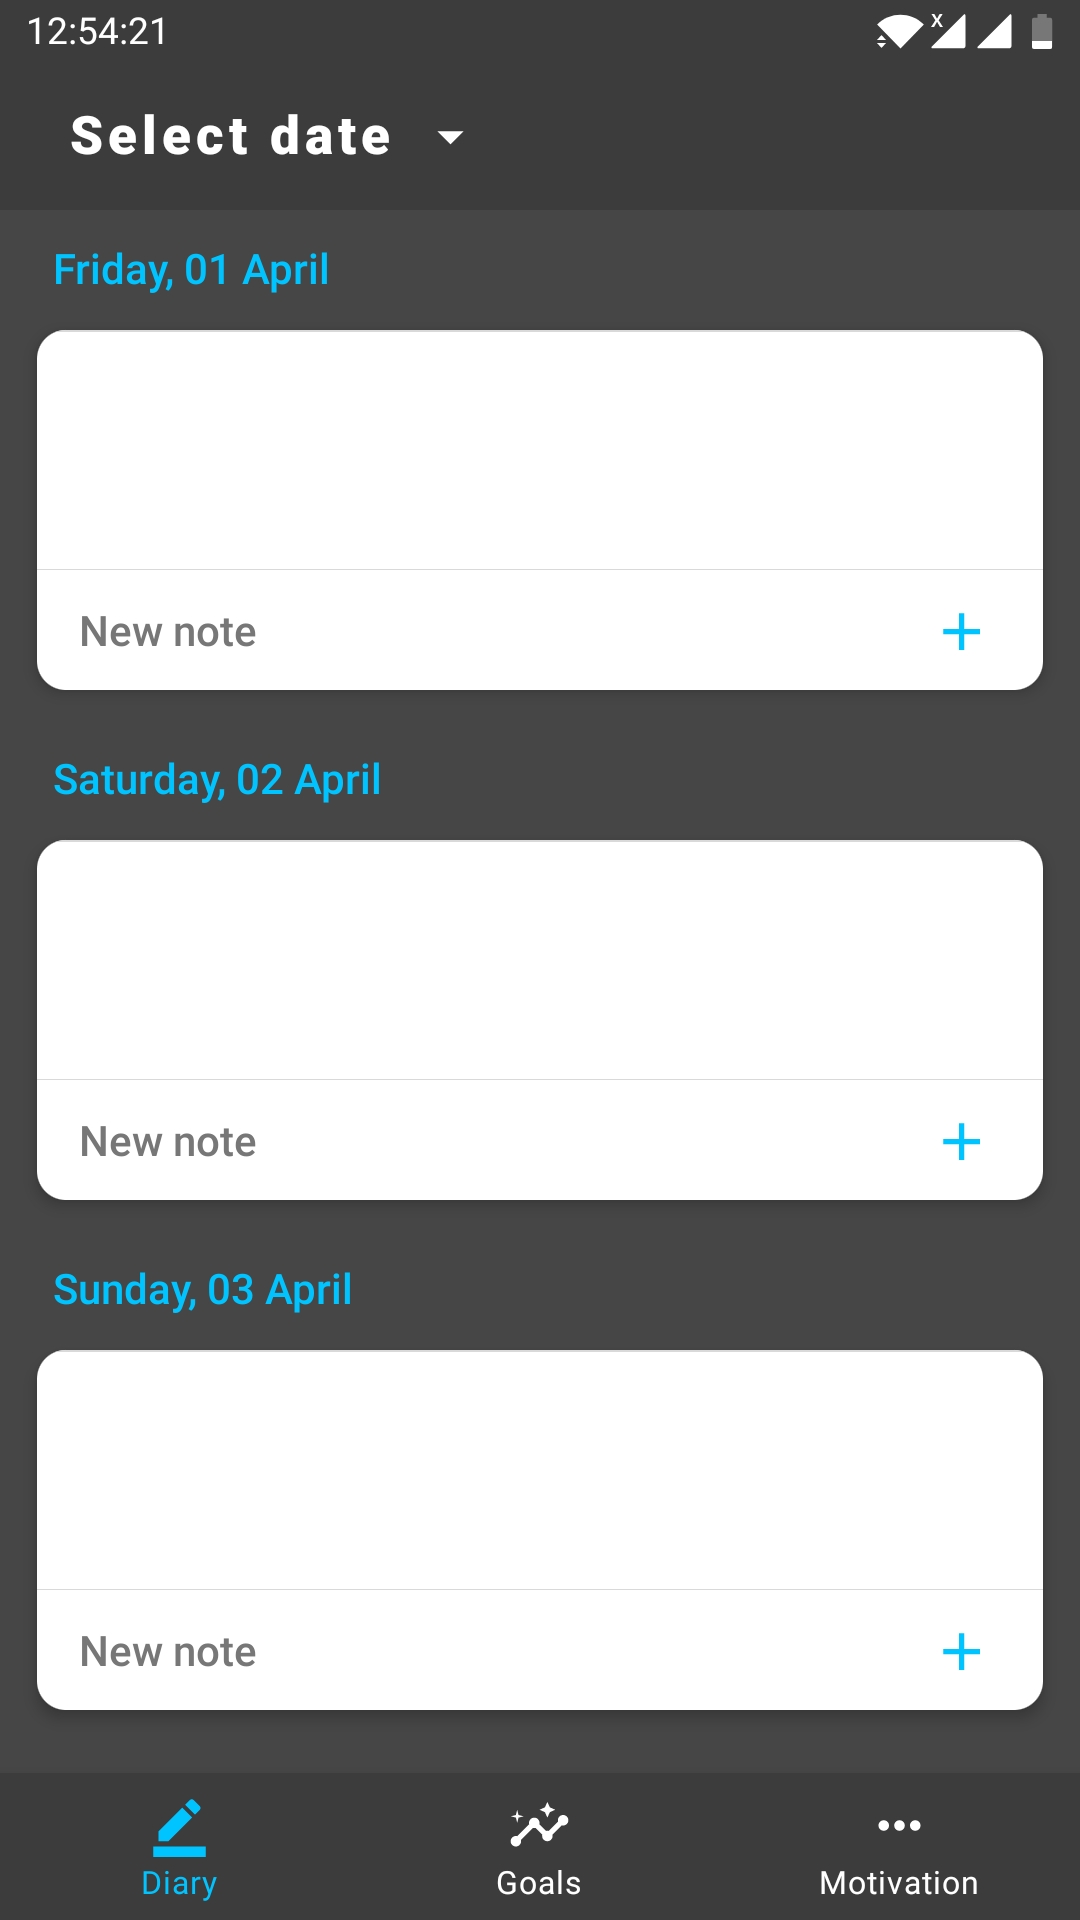 12:54:21
Select date
Friday, 01 April
New note
Saturday, 02 April
New note
Sunday, 03 April
New note
Diary
Goals
Motivation